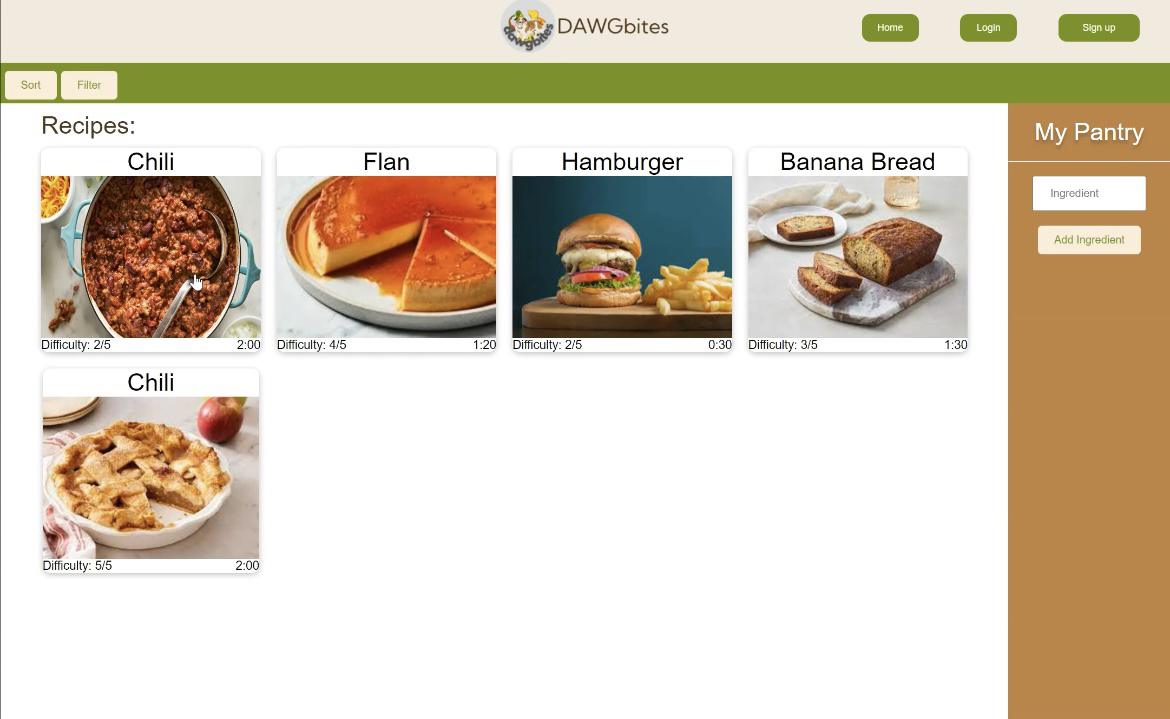 dawgbites
DAWGbites
Home
Login
Sign up
Sort
Filter
Recipes:
My Pantry
Chili
Flan
Hamburger
Banana Bread
Ingredient
Add Ingredient
Difficulty: 2/5
2:00
Difficulty: 4/5
1:20
Difficulty: 2/5
0:30
Difficulty: 3/5
1:30
Chili
Difficulty: 5/5
2:00